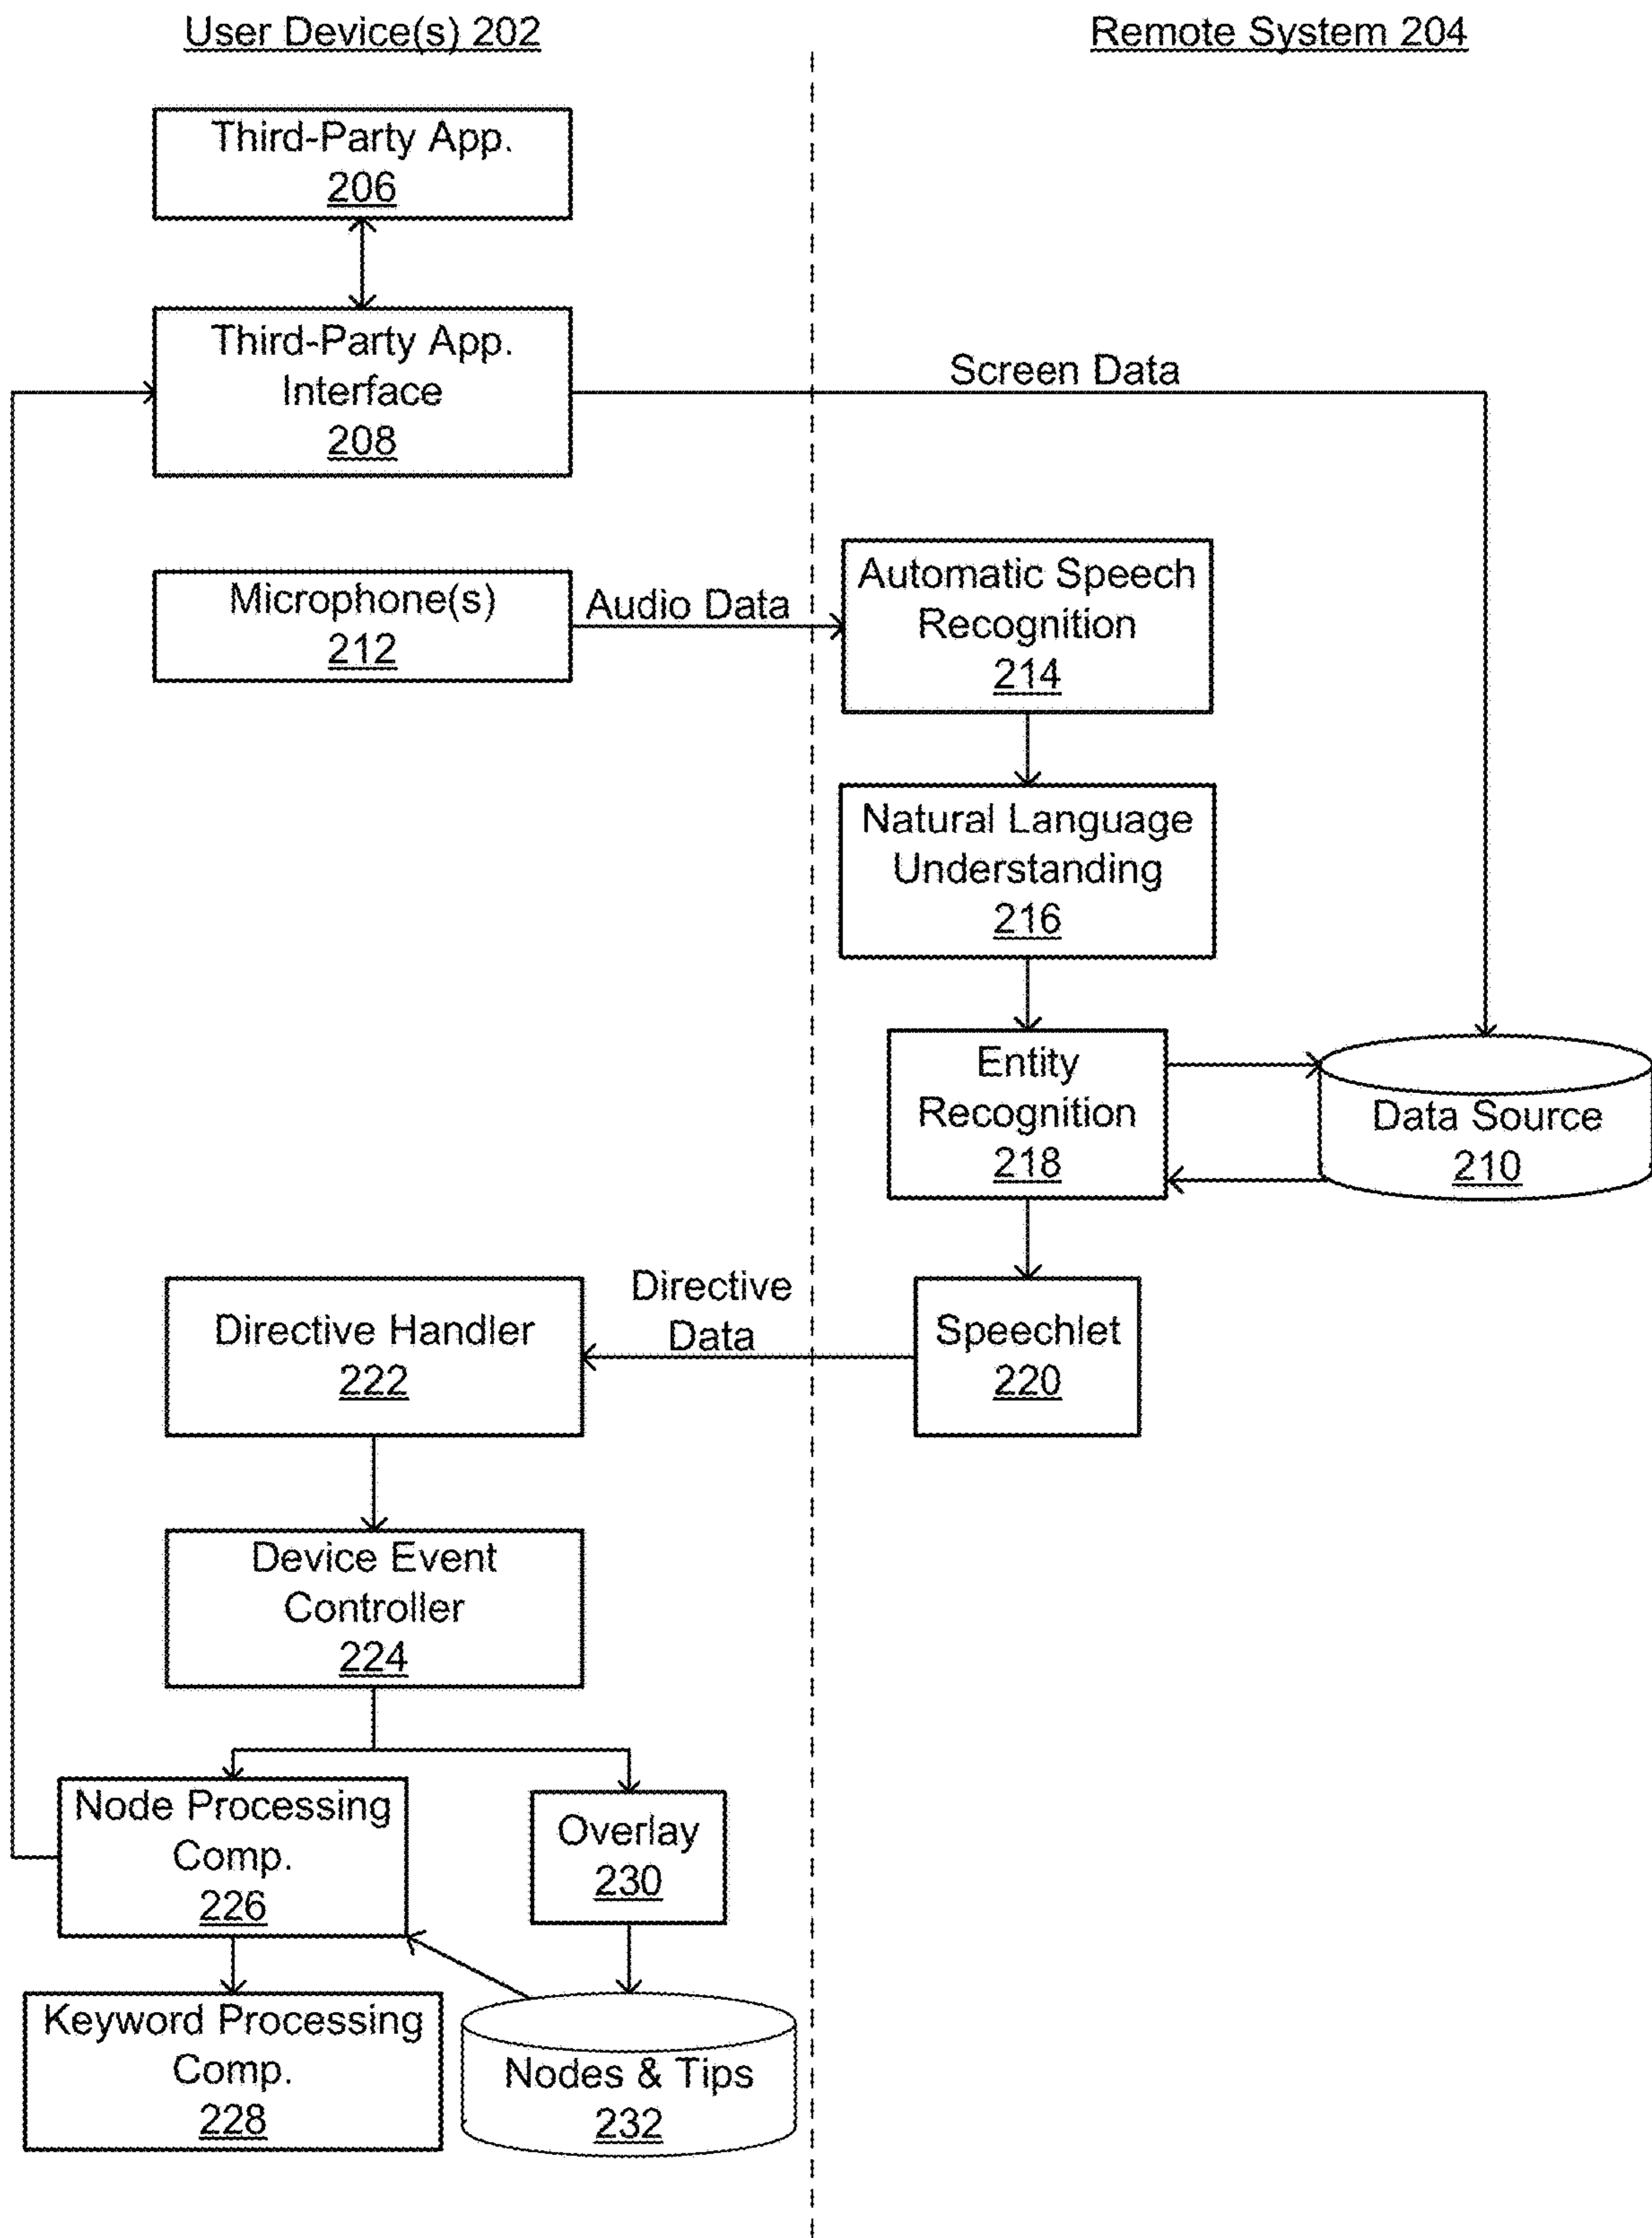 User Device(s) 202
Remote System 204
Third-Party App.
206
Third-Party App.
Interface
208
Screen Data
Microphone(s)
212
Audio Data
Automatic Speech
Recognition
214
Natural Language
Understanding
216
Entity
Recognition
218
Data Source
210
Directive Handler
222
Directive
Data
Speechlet
220
Device Event
Controller
224
Node Processing
Comp.
226
Overlay
230
Keyword Processing
Comp.
228
Nodes & Tips
232